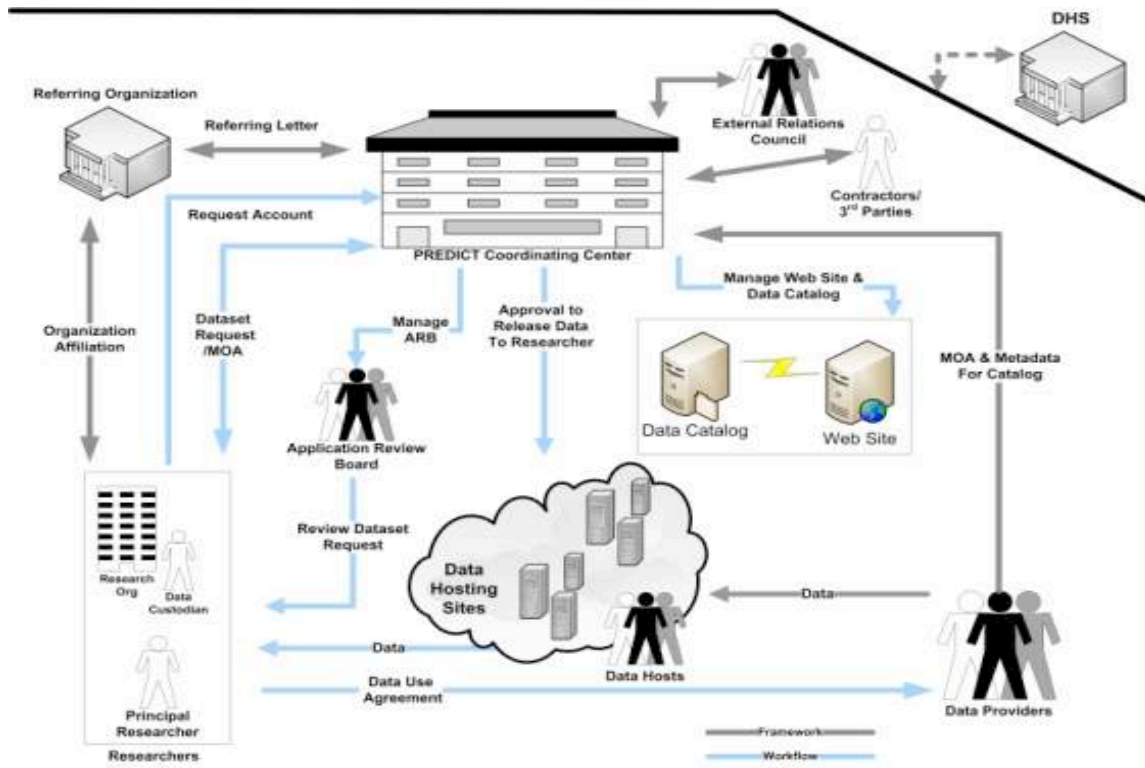 DHS
Referring Organization
Referring Letter
External Relations
Council
Contractors/
3rd Parties
Request Account
PREDICT Coordinating Center
Manage Web Site &
Data Catalog
Organization
Affiliation
Dataset
Request
/MOA
Manage
ARB
Approval to
Release Data
To Researcher
MOA & Metadata
For Catalog
Data Catalog
Web Site
Application Review
Board
Review Dataset
Request
Research
Org
Data
Custodian
Data
Hosting
Sites
Data
Data
Data Hosts
Data Use
Agreement
Principal
Researcher
Researchers
Data Providers
Framework
Workflow